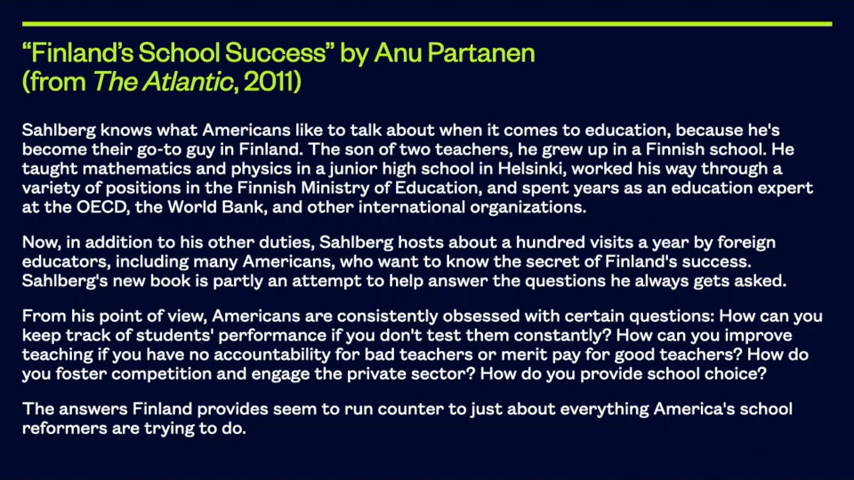 “Finland’s School Success” by Anu Partanen
(from The Atlantic, 2011)
Sahlberg knows what Americans like to talk about when it comes to education, because he's
become their go-to guy in Finland. The son of two teachers, he grew up in a Finnish school. He
taught mathematics and physics in a junior high school in Helsinki, worked his way through a
variety of positions in the Finnish Ministry of Education, and spent years as an education expert
at the OECD, the World Bank, and other international organizations.
Now, in addition to his other duties, Sahlberg hosts about a hundred visits a year by foreign
educators, including many Americans, who want to know the secret of Finland's success.
Sahlberg's new book is partly an attempt to help answer the questions he always gets asked.
From his point of view, Americans are consistently obsessed with certain questions: How can you
keep track of students' performance if you don't test them constantly? How can you improve
teaching if you have no accountability for bad teachers or merit pay for good teachers? How do
you foster competition and engage the private sector? How do you provide school choice?
The answers Finland provides seem to run counter to just about everything America's school
reformers are trying to do.